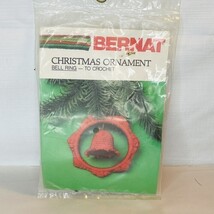 BERNAT
CHRISTMAS ORNAMENT
BELL RING — TO CROCHET